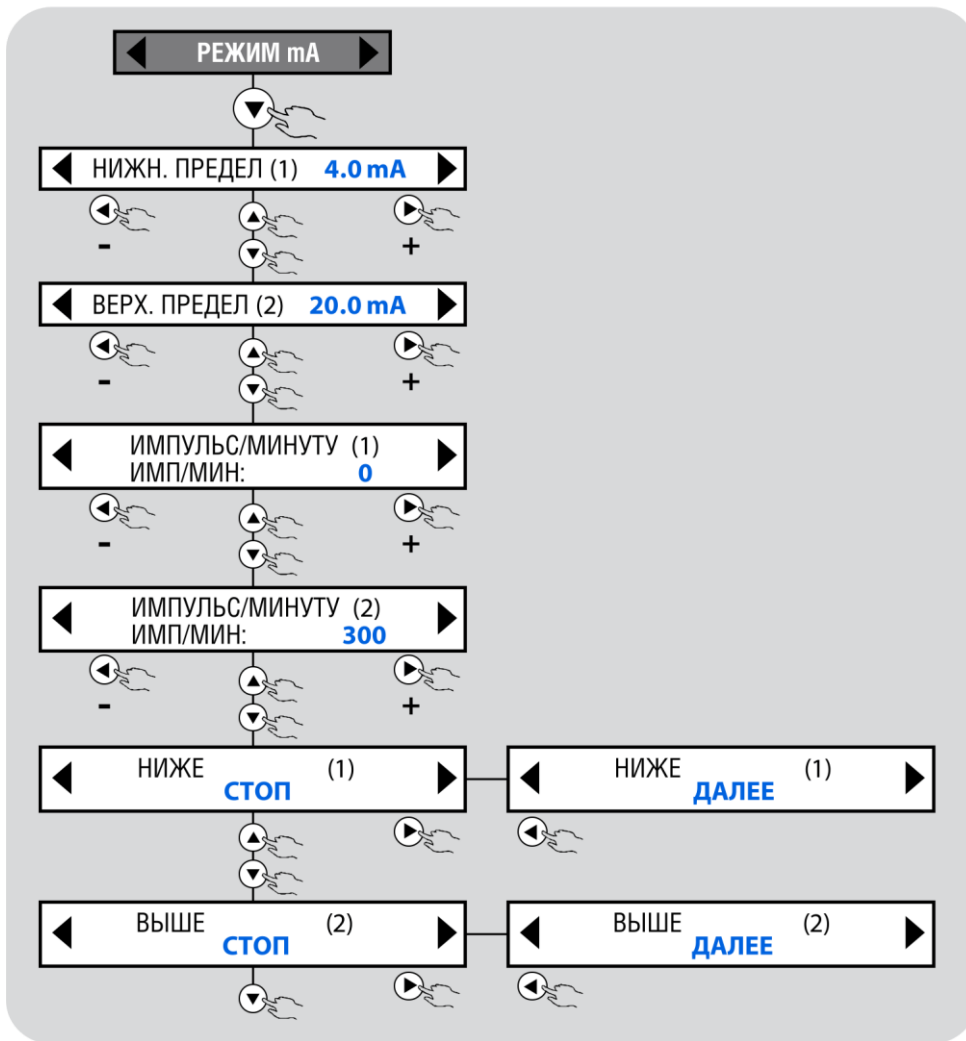 РЕЖИМ mA
НИЖН. ПРЕДЕЛ (1) 4.0 mA
- +
ВЕРХ. ПРЕДЕЛ (2) 20.0 mA
- +
ИМПУЛЬС/МИНУТУ (1)
ИМП/МИН: 0
- +
ИМПУЛЬС/МИНУТУ (2)
ИМП/МИН: 300
- +
НИЖЕ (1)
СТОП
НИЖЕ (1)
ДАЛЕЕ
ВЫШЕ (2)
СТОП
ВЫШЕ (2)
ДАЛЕЕ